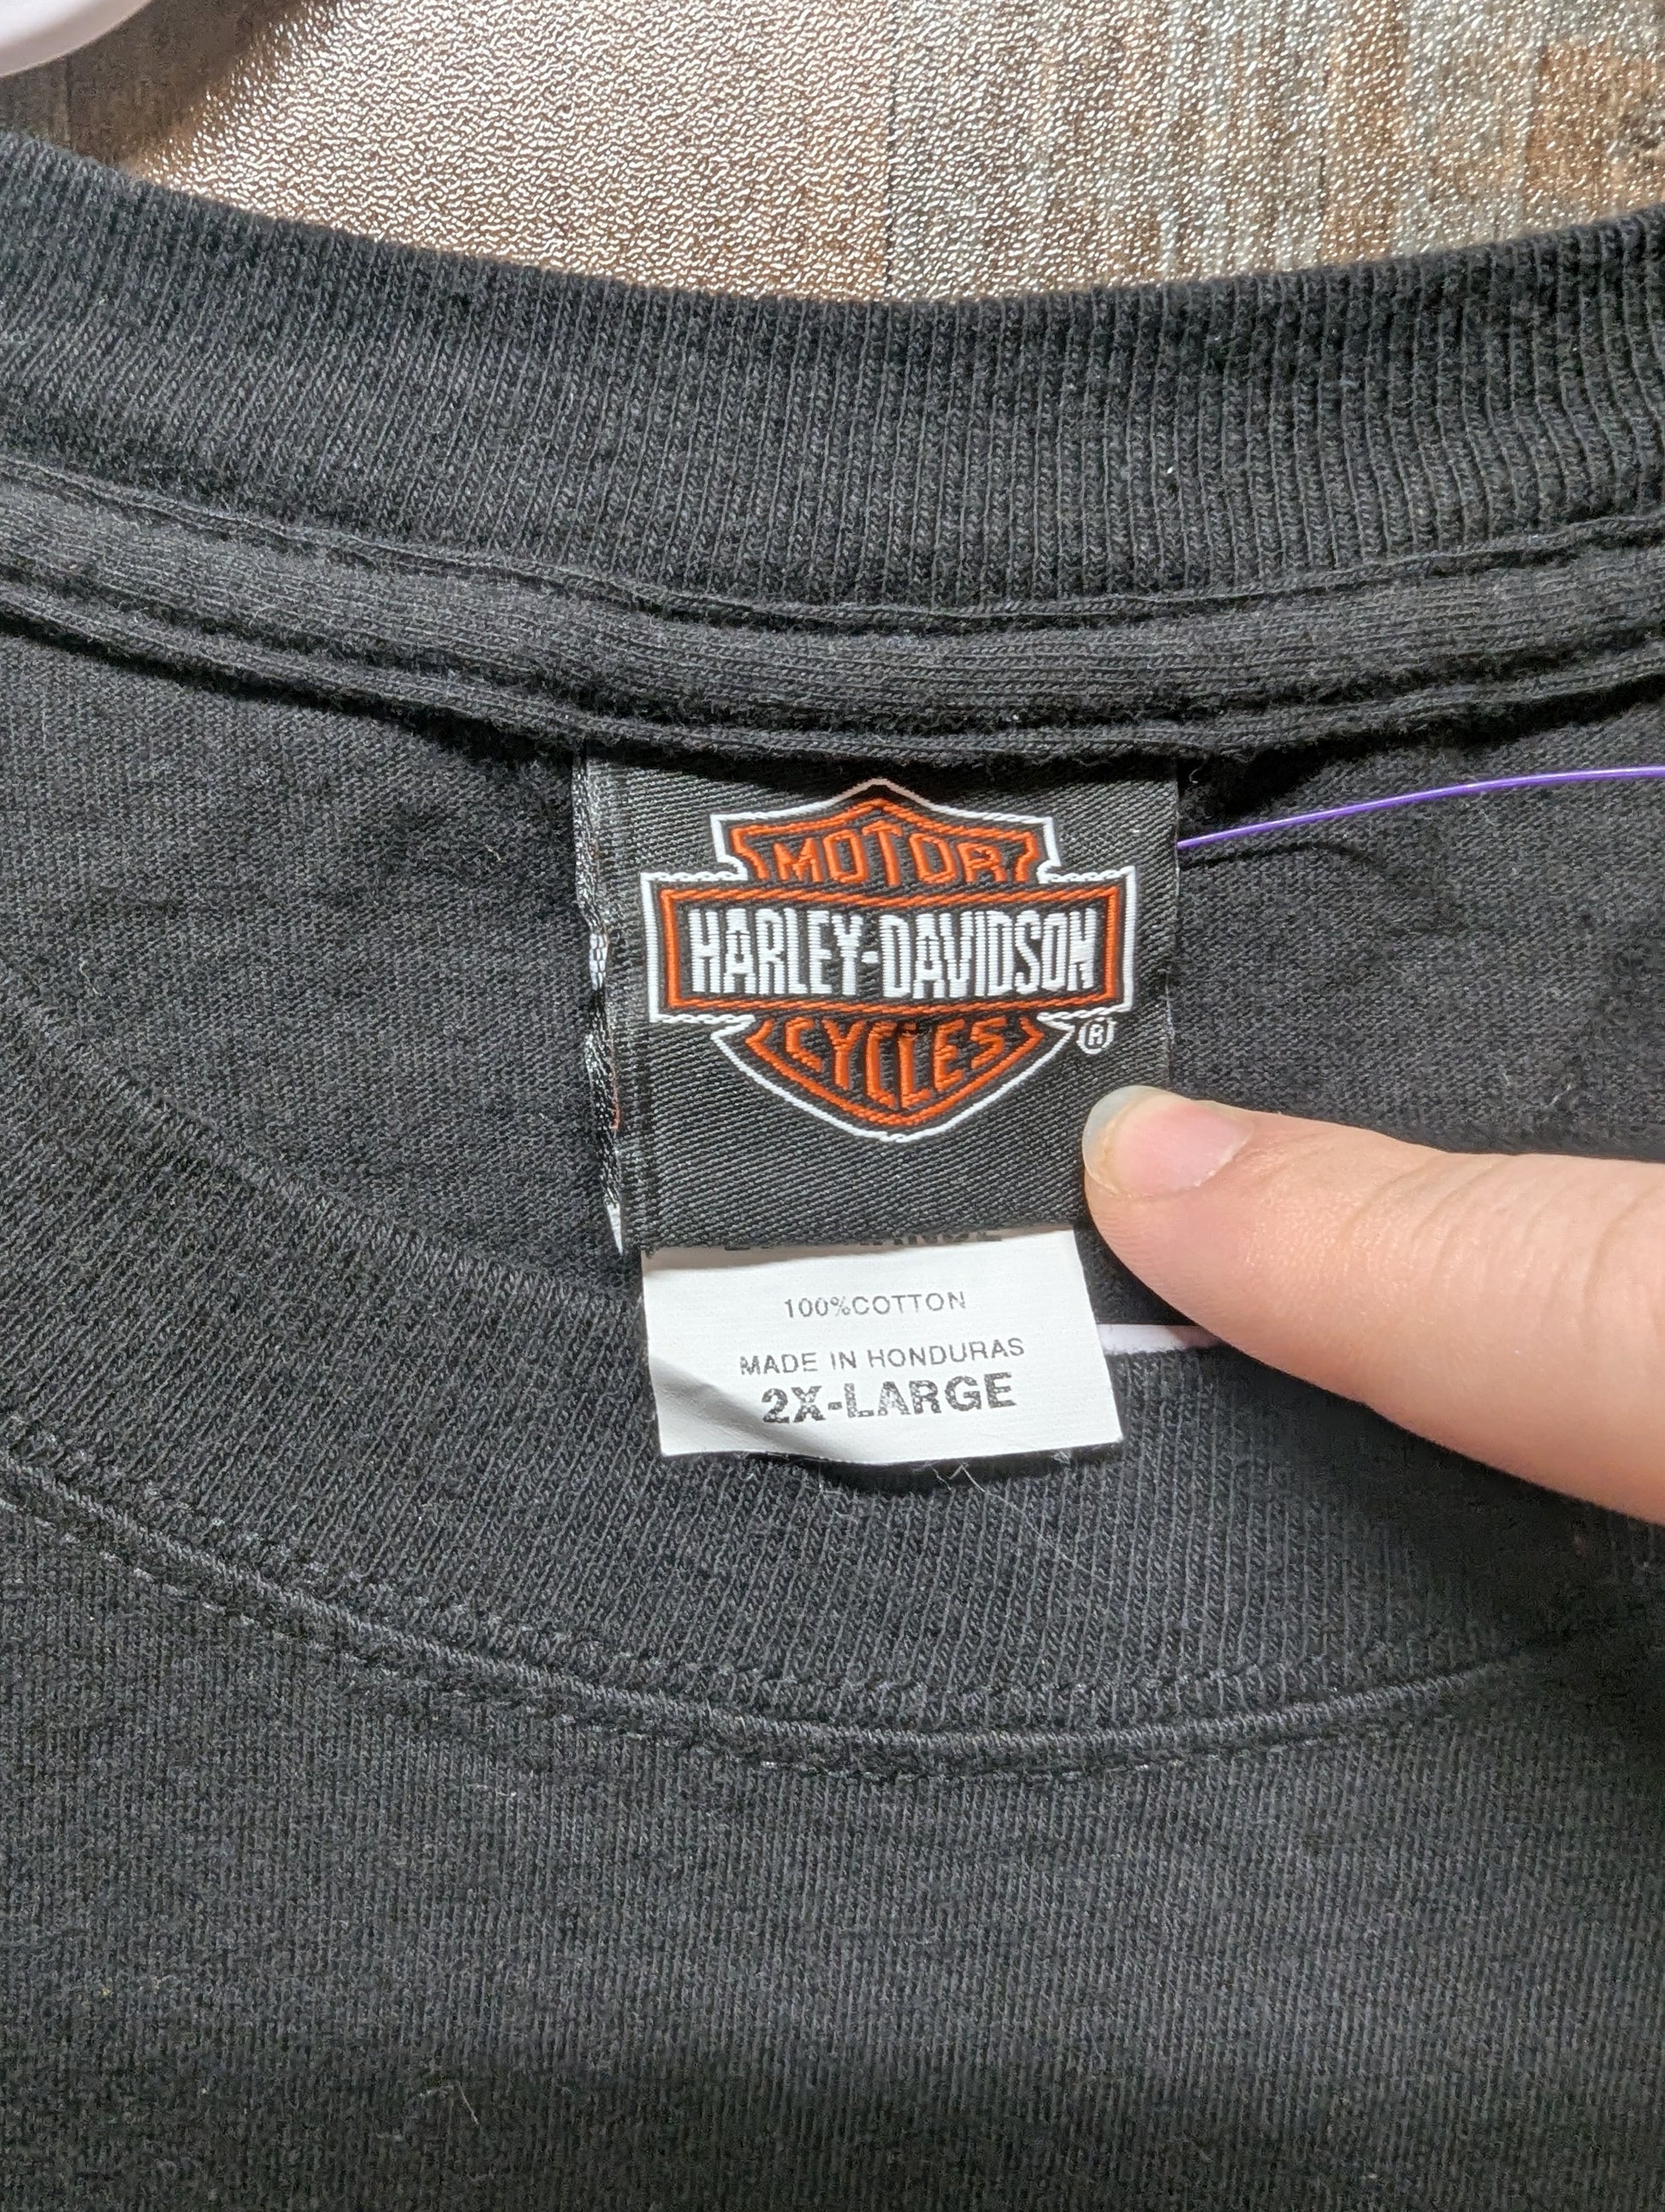 MOTOR
HARLEY-DAVIDSON
CYCLES
®
100%COTTON
MADE IN HONDURAS
2X-LARGE